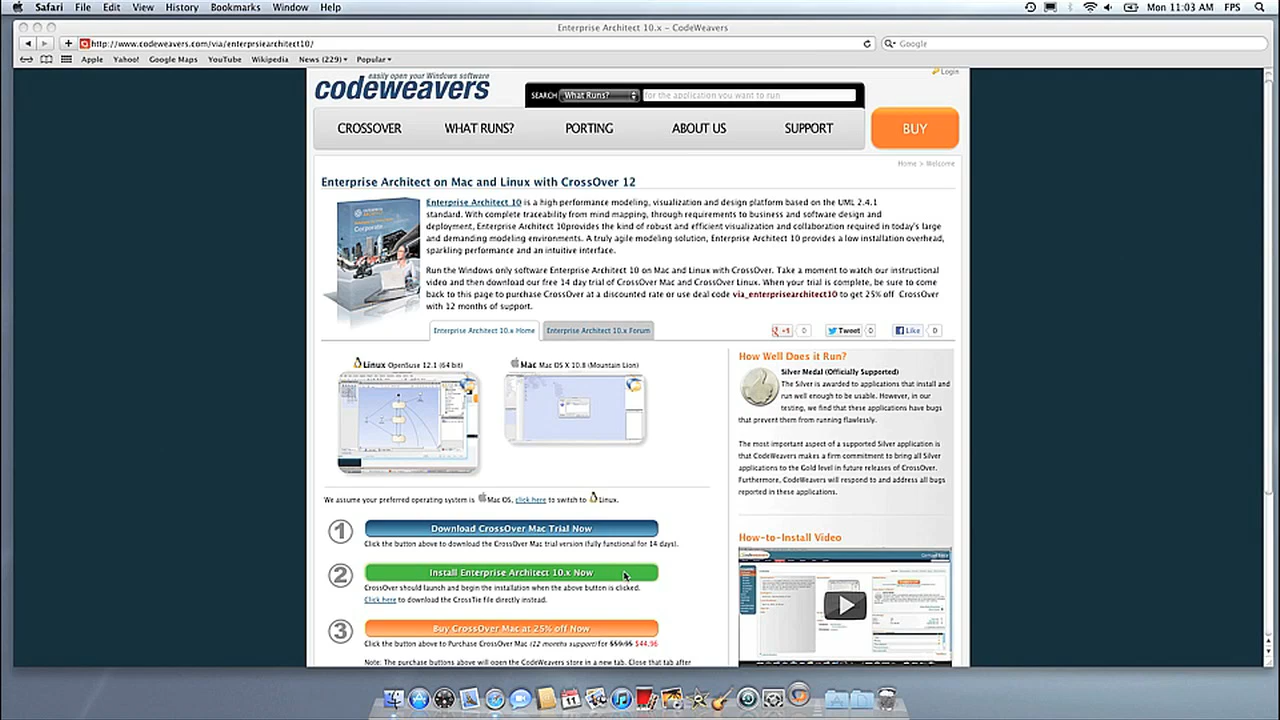 Safari File Edit View History Bookmarks Window Help Mon 11:03 AM FPS
Enterprise Architect 10.x – CodeWeavers
http://www.codeweavers.com/via/enterprsiearchitect10/ Google
Apple Yahoo! Google Maps YouTube Wikipedia News (229) Popular
Login
easily open your Windows software
codeweavers
SEARCH What Runs? for the application you want to run
CROSSOVER WHAT RUNS? PORTING ABOUT US SUPPORT BUY
Home > Welcome
Enterprise Architect on Mac and Linux with CrossOver 12
Enterprise Architect 10 is a high performance modeling, visualization and design platform based on the UML 2.4.1
standard. With complete traceability from mind mapping, through requirements to business and software design and
deployment, Enterprise Architect 10provides the kind of robust and efficient visualization and collaboration required in today's large
and demanding modeling environments. A truly agile modeling solution, Enterprise Architect 10 provides a low installation overhead,
sparkling performance and an intuitive interface.
Corporate
Run the Windows only software Enterprise Architect 10 on Mac and Linux with CrossOver. Take a moment to watch our instructional
video and then download our free 14 day trial of CrossOver Mac and CrossOver Linux. When your trial is complete, be sure to come
back to this page to purchase CrossOver at a discounted rate or use deal code via_enterprisearchitect10 to get 25% off CrossOver
with 12 months of support.
Enterprise Architect 10.x Home Enterprise Architect 10.x Forum +1 0 Tweet 0 Like 0
Linux OpenSuse 12.1 (64 bit) Mac Mac OS X 10.8 (Mountain Lion)
We assume your preferred operating system is Mac OS, click here to switch to Linux.
1 Download CrossOver Mac Trial Now
Click the button above to download the CrossOver Mac trial version (fully functional for 14 days).
2 Install Enterprise Architect 10.x Now
CrossOver should launch and begin the installation when the above button is clicked.
Click here to download the CrossTie file directly instead.
3 Buy CrossOver Mac at 25% off Now
Click the button above to Purchase CrossOver Mac (12 months support) for $59.95 $44.96
Note: The purchase buttons above will open the CodeWeavers store in a new tab. Close that tab after
How Well Does it Run?
Silver Medal (Officially Supported)
The Silver is awarded to applications that install and
run well enough to be usable. However, in our
testing, we find that these applications have bugs
that prevent them from running flawlessly.
The most important aspect of a supported Silver application is
that CodeWeavers makes a firm commitment to bring all Silver
applications to the Gold level in future releases of CrossOver.
Furthermore, CodeWeavers will respond to and address all bugs
reported in these applications.
How-to-Install Video